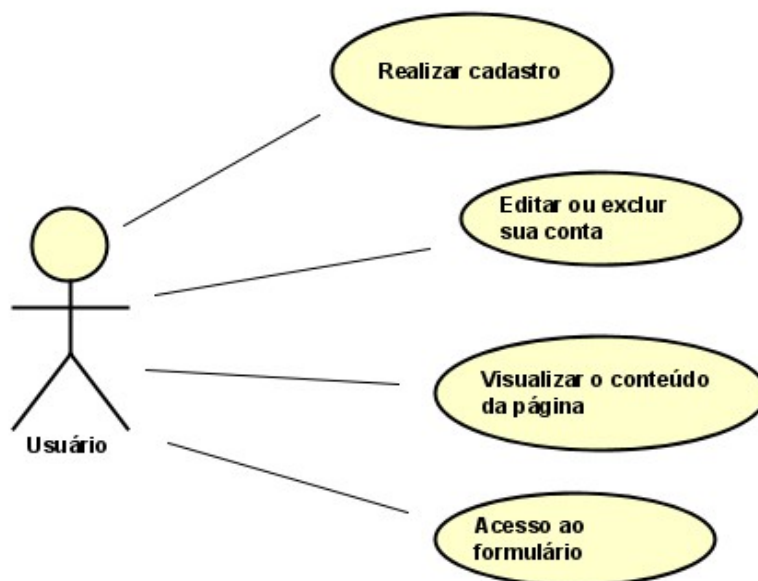 Realizar cadastro
Editar ou exclur
sua conta
Visualizar o conteúdo
da página
Usuário
Acesso ao
formulário